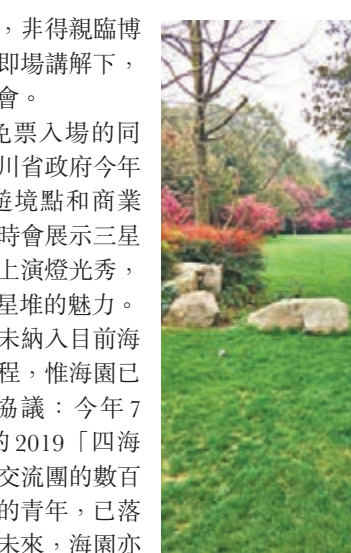 ，非得親臨博
即場講解下，
會。
免票入場的同
川省政府今年
遊境點和商業
時會展示三星
上演燈光秀，
星堆的魅力。
未納入目前海
程，惟海園已
協議：今年7
的2019「四海
交流團的數百
的青年，已落
未來，海園亦